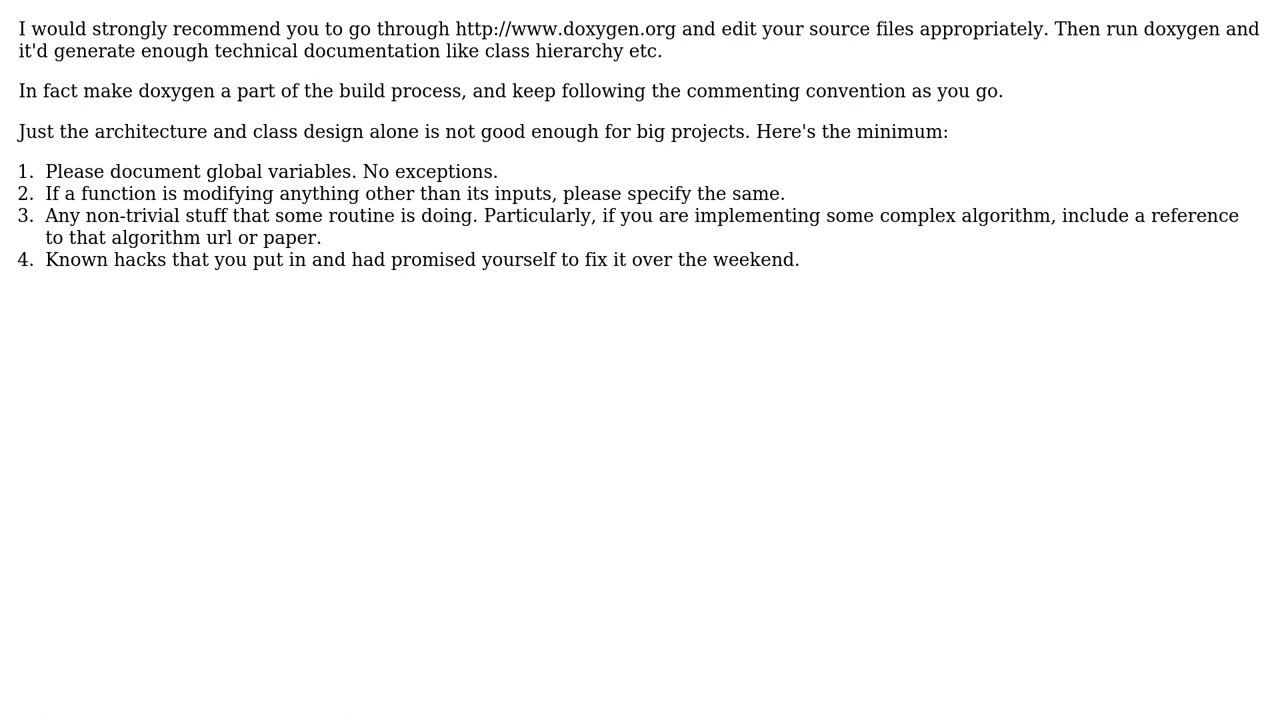 I would strongly recommend you to go through http://www.doxygen.org and edit your source files appropriately. Then run doxygen and
it'd generate enough technical documentation like class hierarchy etc.
In fact make doxygen a part of the build process, and keep following the commenting convention as you go.
Just the architecture and class design alone is not good enough for big projects. Here's the minimum:
1. Please document global variables. No exceptions.
2. If a function is modifying anything other than its inputs, please specify the same.
3. Any non-trivial stuff that some routine is doing. Particularly, if you are implementing some complex algorithm, include a reference
to that algorithm url or paper.
4. Known hacks that you put in and had promised yourself to fix it over the weekend.